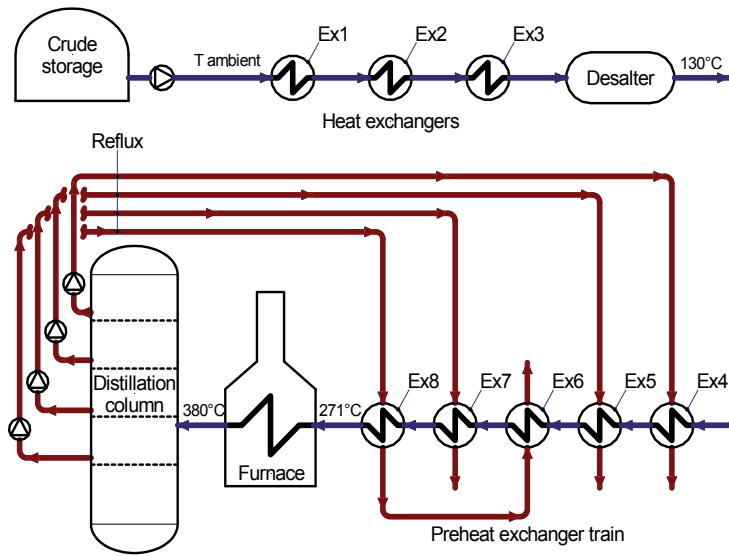 Crude
storage
T ambient
Ex1
Ex2
Ex3
Desalter
130°C
Heat exchangers
Reflux
Distillation
column
380°C
Furnace
271°C
Ex8
Ex7
Ex6
Ex5
Ex4
Preheat exchanger train